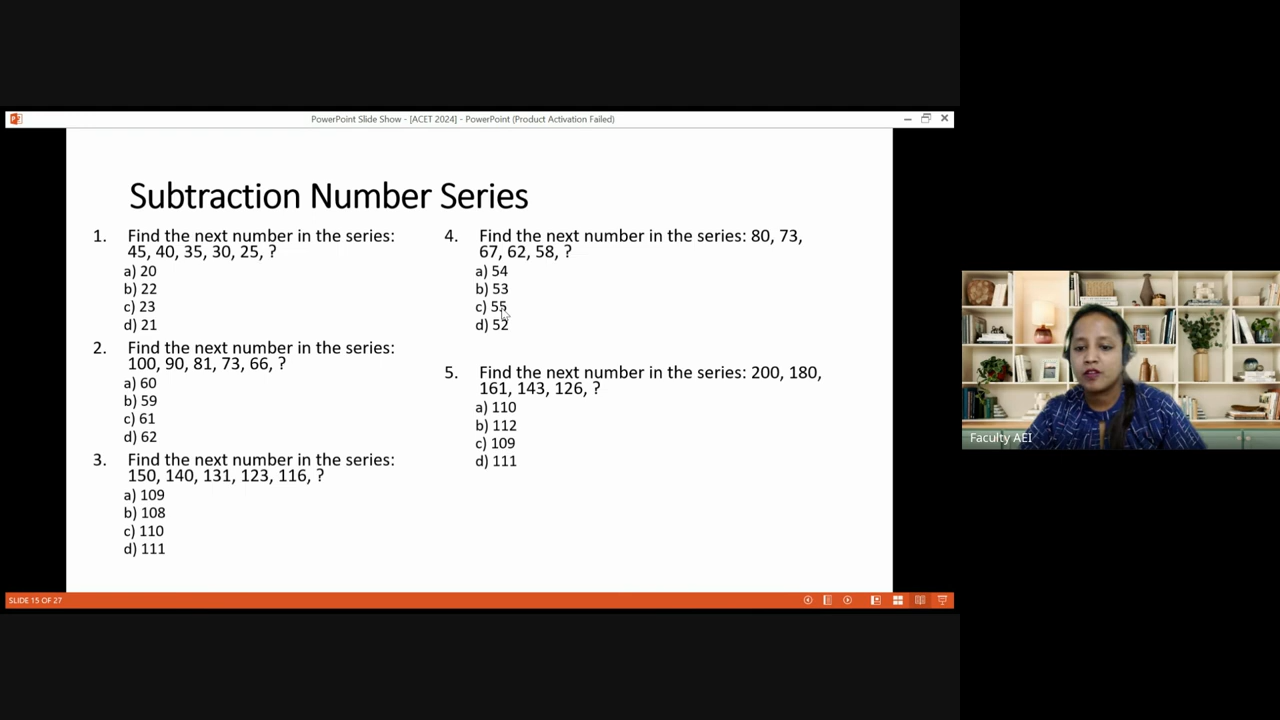 PowerPoint Slide Show - [ACET 2024] - PowerPoint (Product Activation Failed)
Subtraction Number Series
1. Find the next number in the series:
45, 40, 35, 30, 25, ?
a) 20
b) 22
c) 23
d) 21
2. Find the next number in the series:
100, 90, 81, 73, 66, ?
a) 60
b) 59
c) 61
d) 62
3. Find the next number in the series:
150, 140, 131, 123, 116, ?
a) 109
b) 108
c) 110
d) 111
4. Find the next number in the series: 80, 73,
67, 62, 58, ?
a) 54
b) 53
c) 55
d) 52
5. Find the next number in the series: 200, 180,
161, 143, 126, ?
a) 110
b) 112
c) 109
d) 111
SLIDE 15 OF 27
Faculty AEI